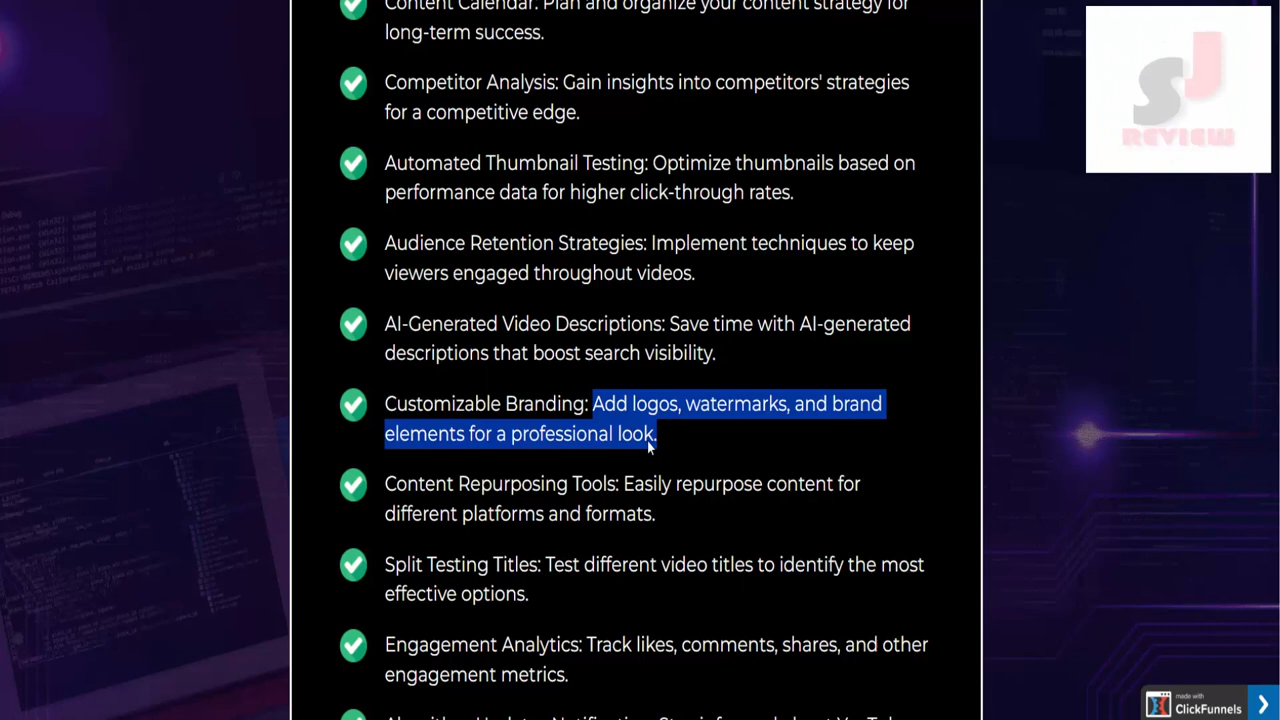 Content Calendar: Plan and organize your content strategy for
long-term success.
Competitor Analysis: Gain insights into competitors' strategies
for a competitive edge.
Automated Thumbnail Testing: Optimize thumbnails based on
performance data for higher click-through rates.
Audience Retention Strategies: Implement techniques to keep
viewers engaged throughout videos.
AI-Generated Video Descriptions: Save time with AI-generated
descriptions that boost search visibility.
Customizable Branding: Add logos, watermarks, and brand
elements for a professional look.
Content Repurposing Tools: Easily repurpose content for
different platforms and formats.
Split Testing Titles: Test different video titles to identify the most
effective options.
Engagement Analytics: Track likes, comments, shares, and other
engagement metrics.
SJ
REVIEW
made with
ClickFunnels